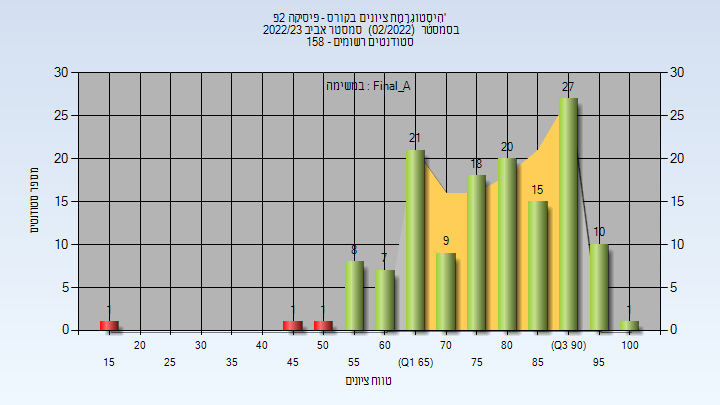 היסטוגרמת ציונים בקורס - פיסיקה 2פ'
בסמסטר (02/2022) סמסטר אביב 2022/23
סטודנטים רשומים - 158
במשימה : Final_A
מספר סטודנטים
30 30
25 25
20 20
15 15
10 10
5 5
0 0
1 1 1 8 7 21 9 18 20 15 27 10 1
20 30 40 50 60 70 80 (Q3 90) 100
15 25 35 45 55 (Q1 65) 75 85 95
טווח ציונים